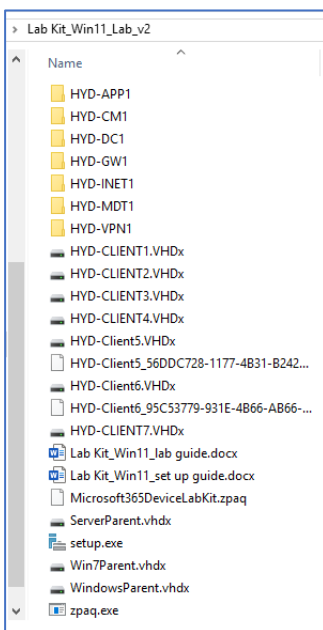 > Lab Kit_Win11_Lab_v2
Name
HYD-APP1
HYD-CM1
HYD-DC1
HYD-GW1
HYD-INET1
HYD-MDT1
HYD-VPN1
HYD-CLIENT1.VHDx
HYD-CLIENT2.VHDx
HYD-CLIENT3.VHDx
HYD-CLIENT4.VHDx
HYD-Client5.VHDx
HYD-Client5_56DDC728-1177-4B31-B242...
HYD-Client6.VHDx
HYD-Client6_95C53779-931E-4B66-AB66-...
HYD-CLIENT7.VHDx
Lab Kit_Win11_lab guide.docx
Lab Kit_Win11_set up guide.docx
Microsoft365DeviceLabKit.zpaq
ServerParent.vhdx
setup.exe
Win7Parent.vhdx
WindowsParent.vhdx
zpaq.exe